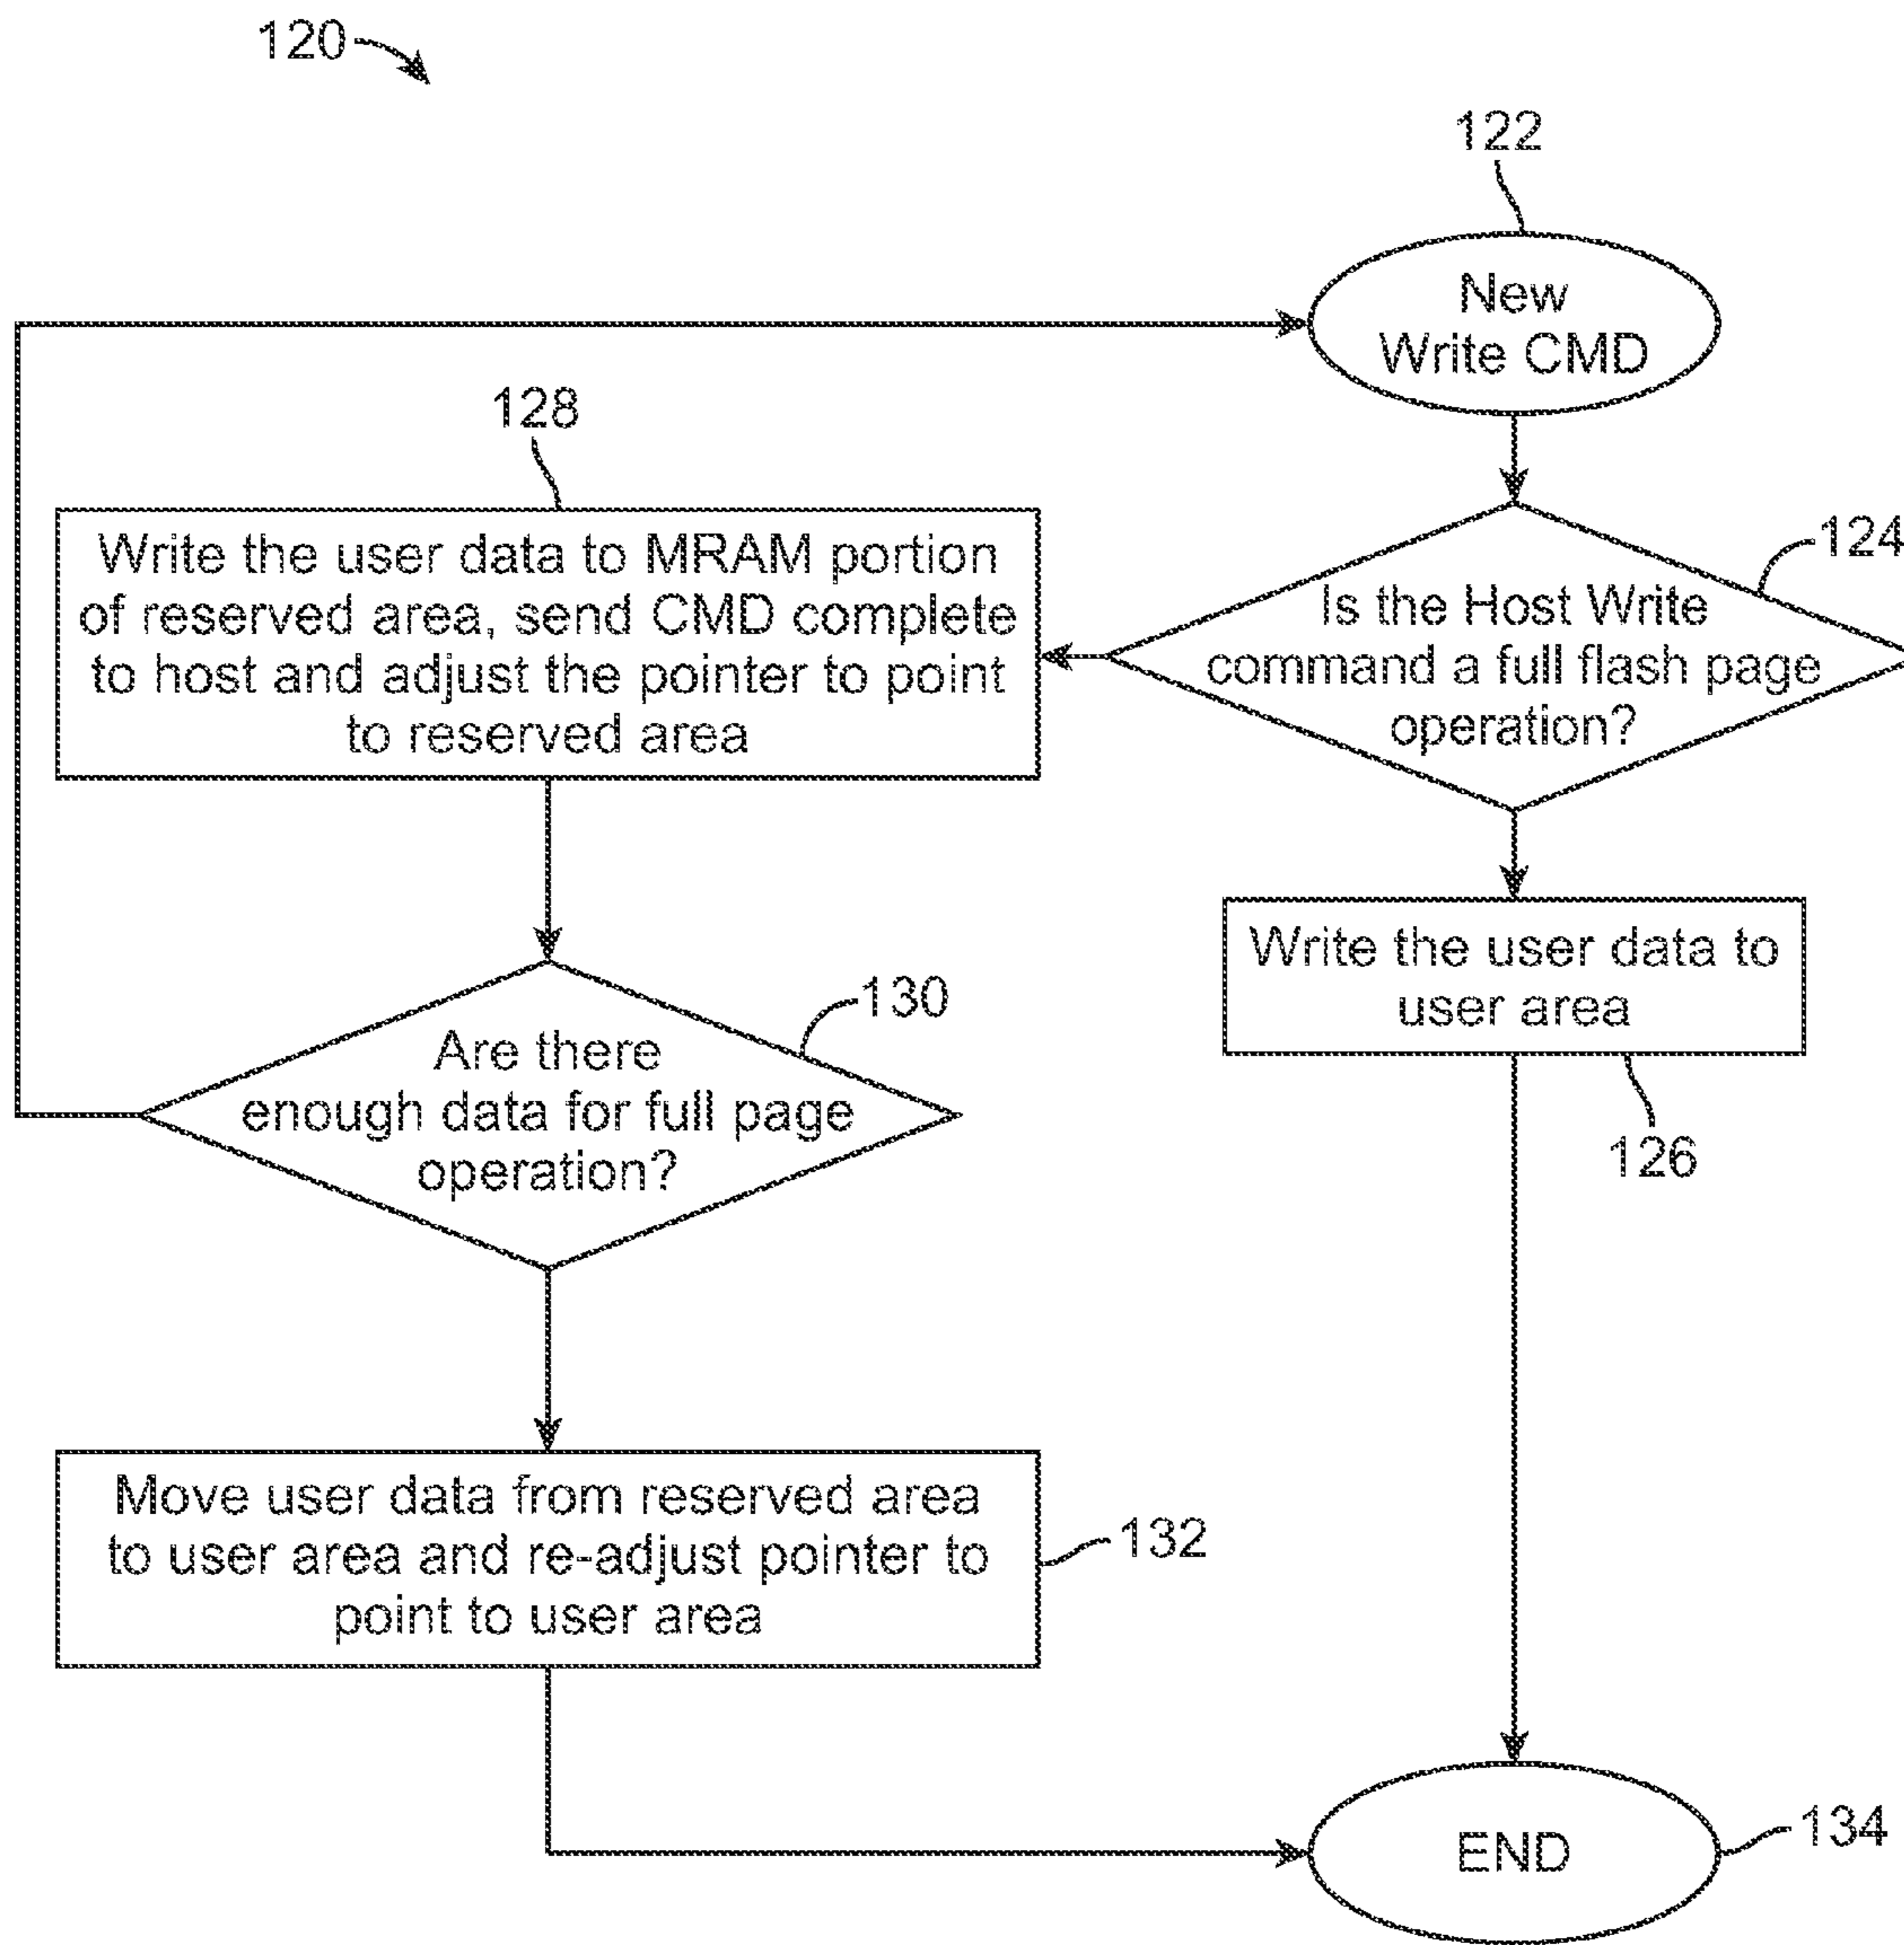 120
122
New
Write CMD
128
Write the user data to MRAM portion
of reserved area, send CMD complete
to host and adjust the pointer to point
to reserved area
124
Is the Host Write
command a full flash page
operation?
130
Are there
enough data for full page
operation?
Write the user data to
user area
126
Move user data from reserved area
to user area and re-adjust pointer to
point to user area
132
END
134